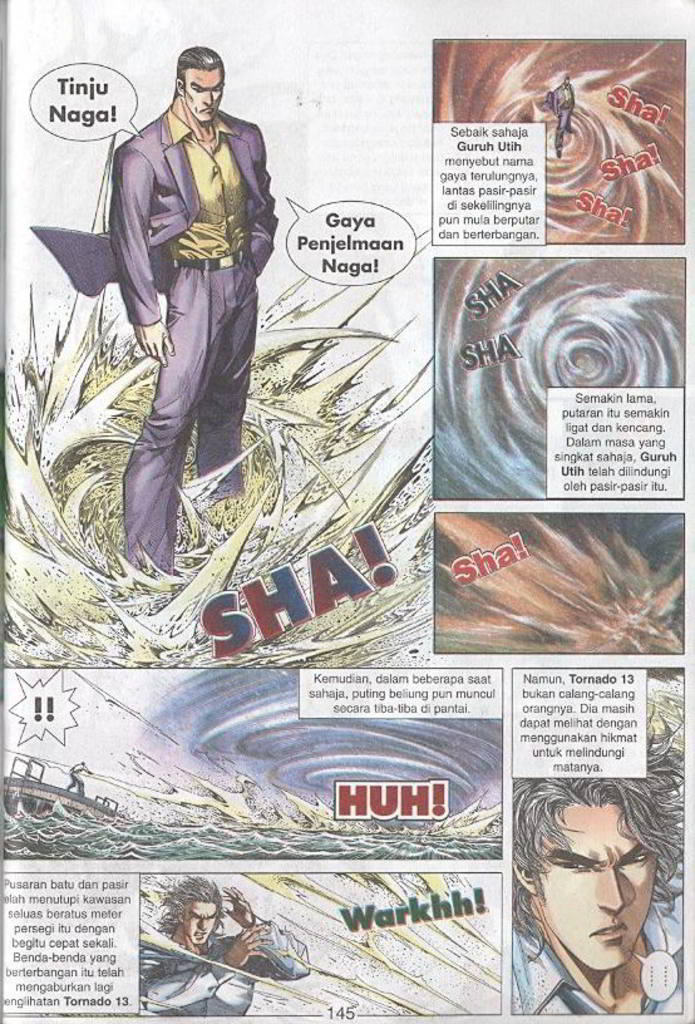 Tinju
Naga!
Gaya
Penjelmaan
Naga!
SHA!
Sebaik sahaja
Guruh Utih
menyebut nama
gaya terulungnya,
lantas pasir-pasir
di sekelilingnya
pun mula berputar
dan berterbangan.
Sha!
Sha!
Sha!
SHA
SHA
Semakin lama,
putaran itu semakin
ligat dan kencang.
Dalam masa yang
singkat sahaja, Guruh
Utih telah dilindungi
oleh pasir-pasir itu.
Sha!
!!
Kemudian, dalam beberapa saat
sahaja, puting beliung pun muncul
secara tiba-tiba di pantai.
HUH!
Namun, Tornado 13
bukan calang-calang
orangnya. Dia masih
dapat melihat dengan
menggunakan hikmat
untuk melindungi
matanya.
Pusaran batu dan pasir
elah menutupi kawasan
seluas beratus meter
persegi itu dengan
begitu cepat sekali.
Benda-benda yang
berterbangan itu telah
mengaburkan lagi
englihatan Tornado 13.
Warkhh!
145